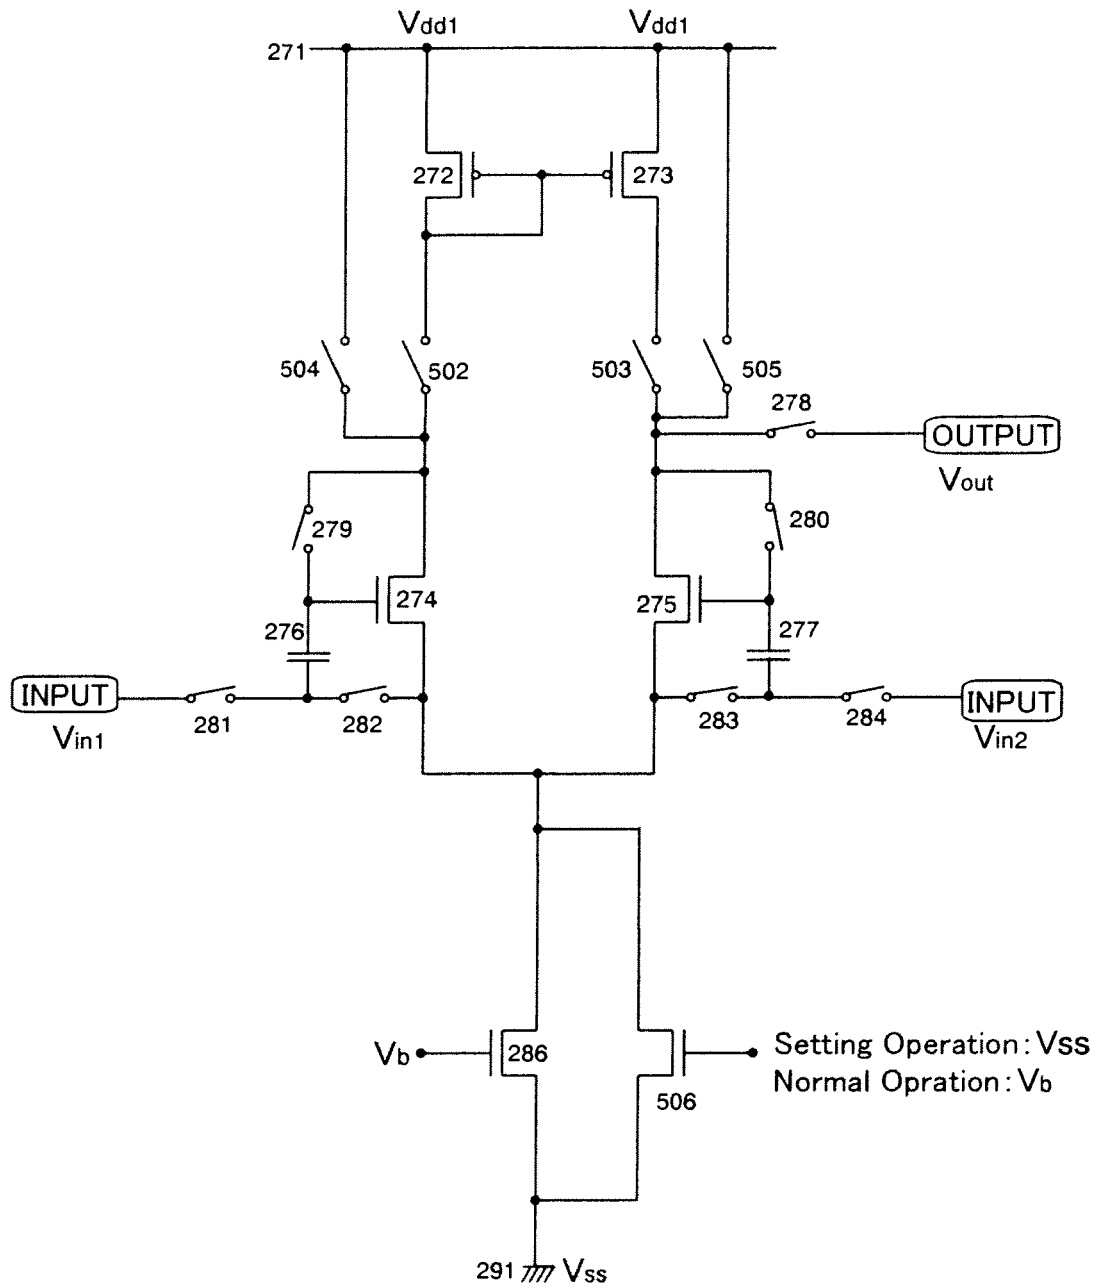 Vdd1
Vdd1
271
272
273
504
502
503
505
278
OUTPUT
Vout
279
280
274
275
276
277
INPUT
281
282
283
284
INPUT
Vin1
Vin2
Vb
286
506
Setting Operation: VSS
Normal Opration: Vb
291
Vss